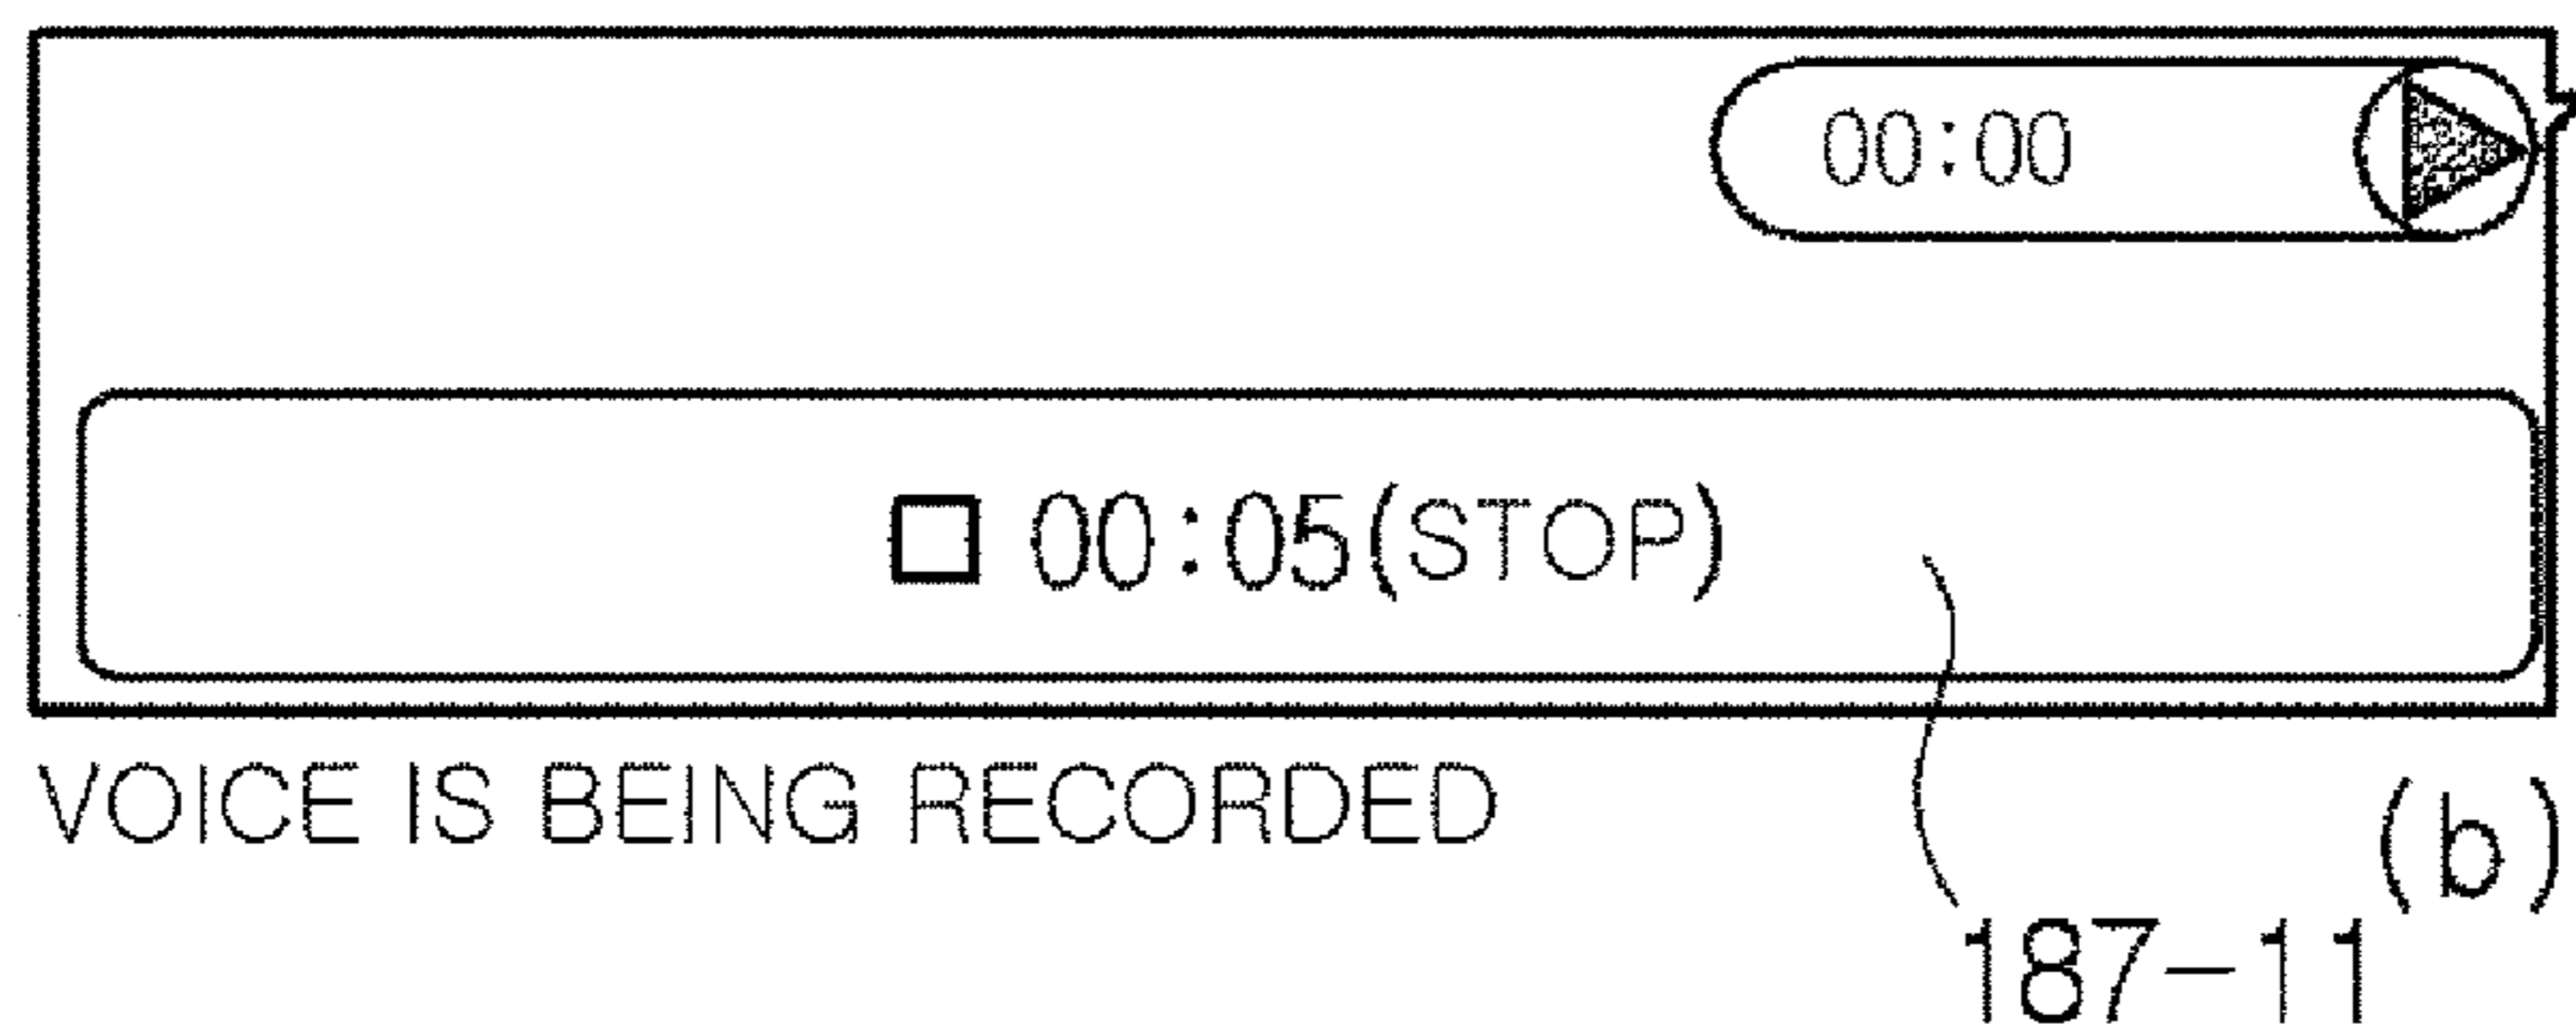 00:00
□ 00:05(STOP)
VOICE IS BEING RECORDED
(b)
187-11